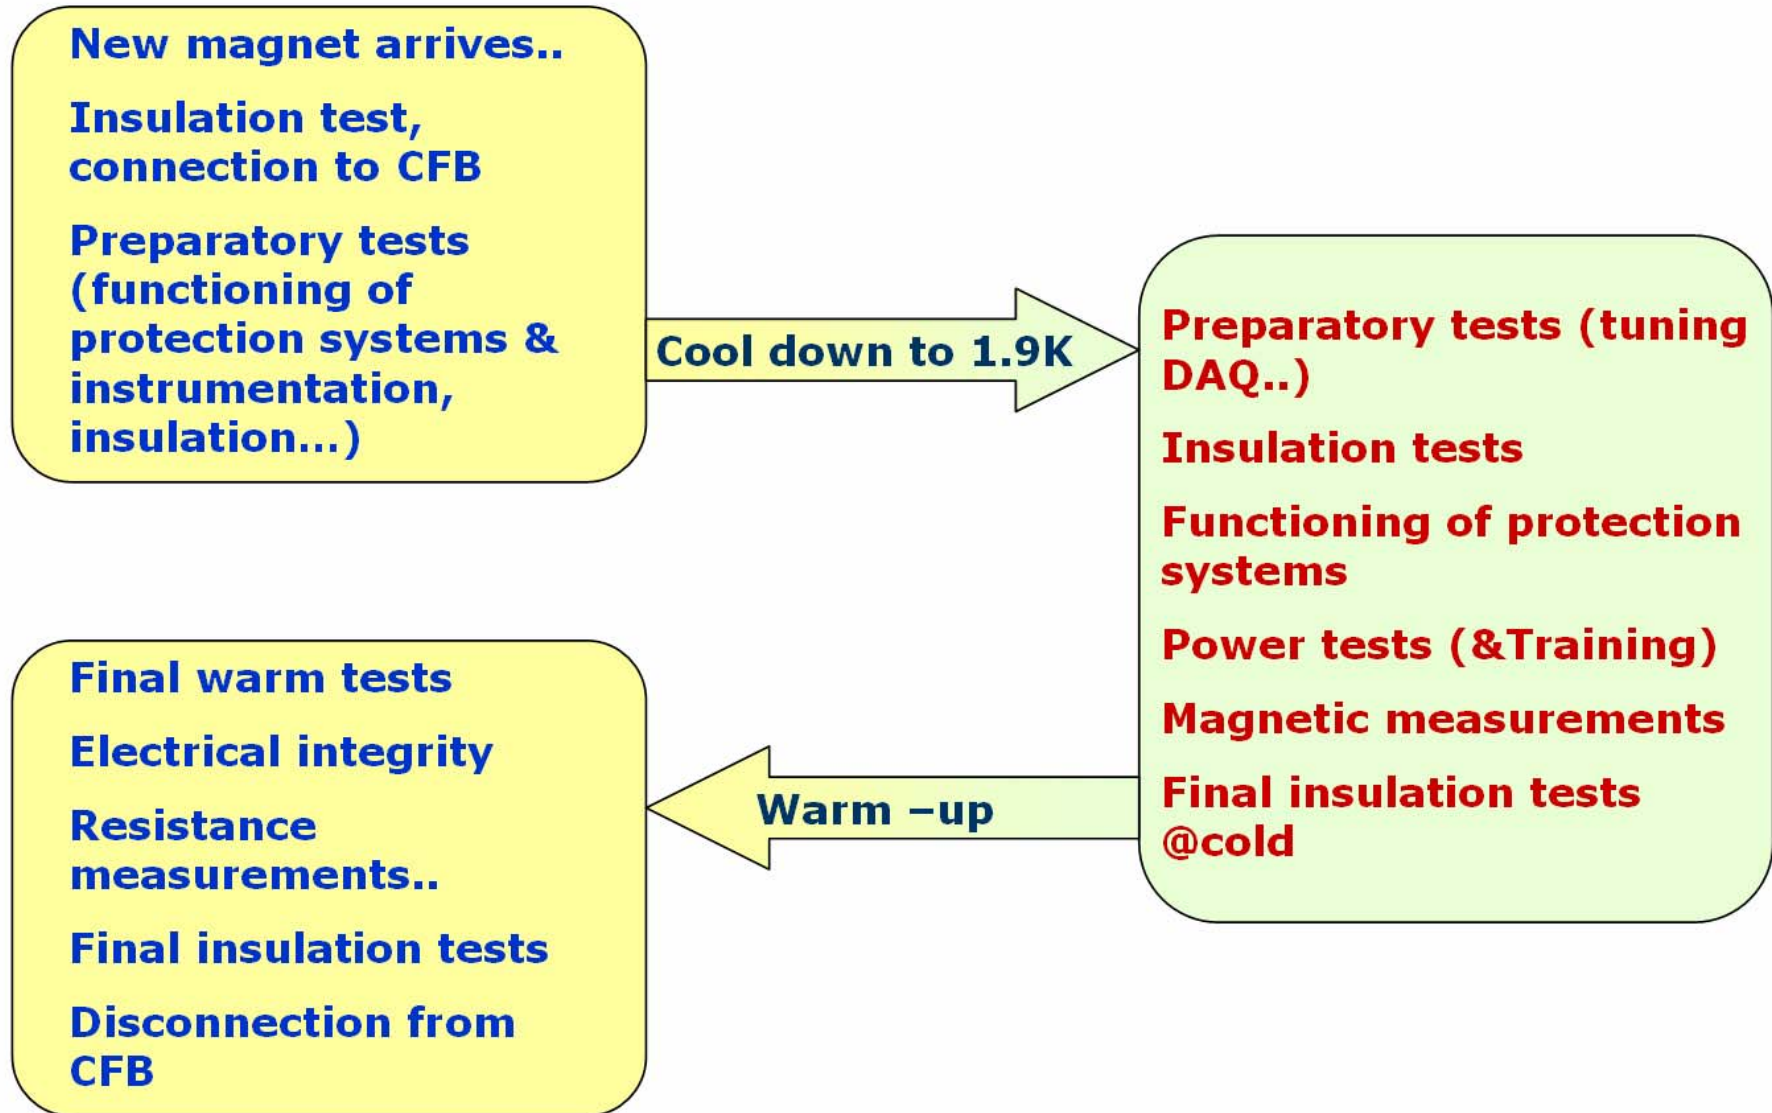 New magnet arrives..
Insulation test,
connection to CFB
Preparatory tests
(functioning of
protection systems &
instrumentation,
insulation...)
Cool down to 1.9K
Preparatory tests (tuning
DAQ..)
Insulation tests
Functioning of protection
systems
Power tests (&Training)
Magnetic measurements
Final insulation tests
@cold
Warm –up
Final warm tests
Electrical integrity
Resistance
measurements..
Final insulation tests
Disconnection from
CFB